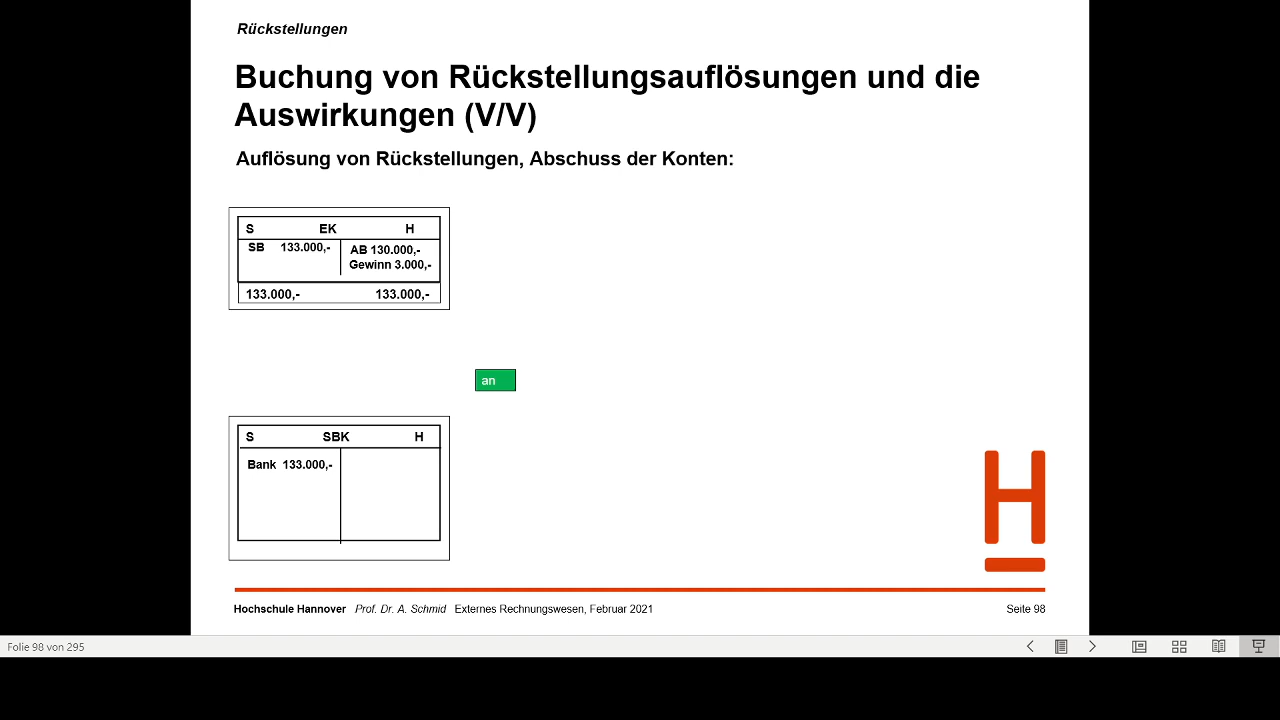 Rückstellungen
Buchung von Rückstellungsauflösungen und die
Auswirkungen (V/V)
Auflösung von Rückstellungen, Abschuss der Konten:
S EK H
SB 133.000,- AB 130.000,-
Gewinn 3.000,-
133.000,- 133.000,-
an
S SBK H
Bank 133.000,-
H
Hochschule Hannover Prof. Dr. A. Schmid Externes Rechnungswesen, Februar 2021 Seite 98
Folie 98 von 295